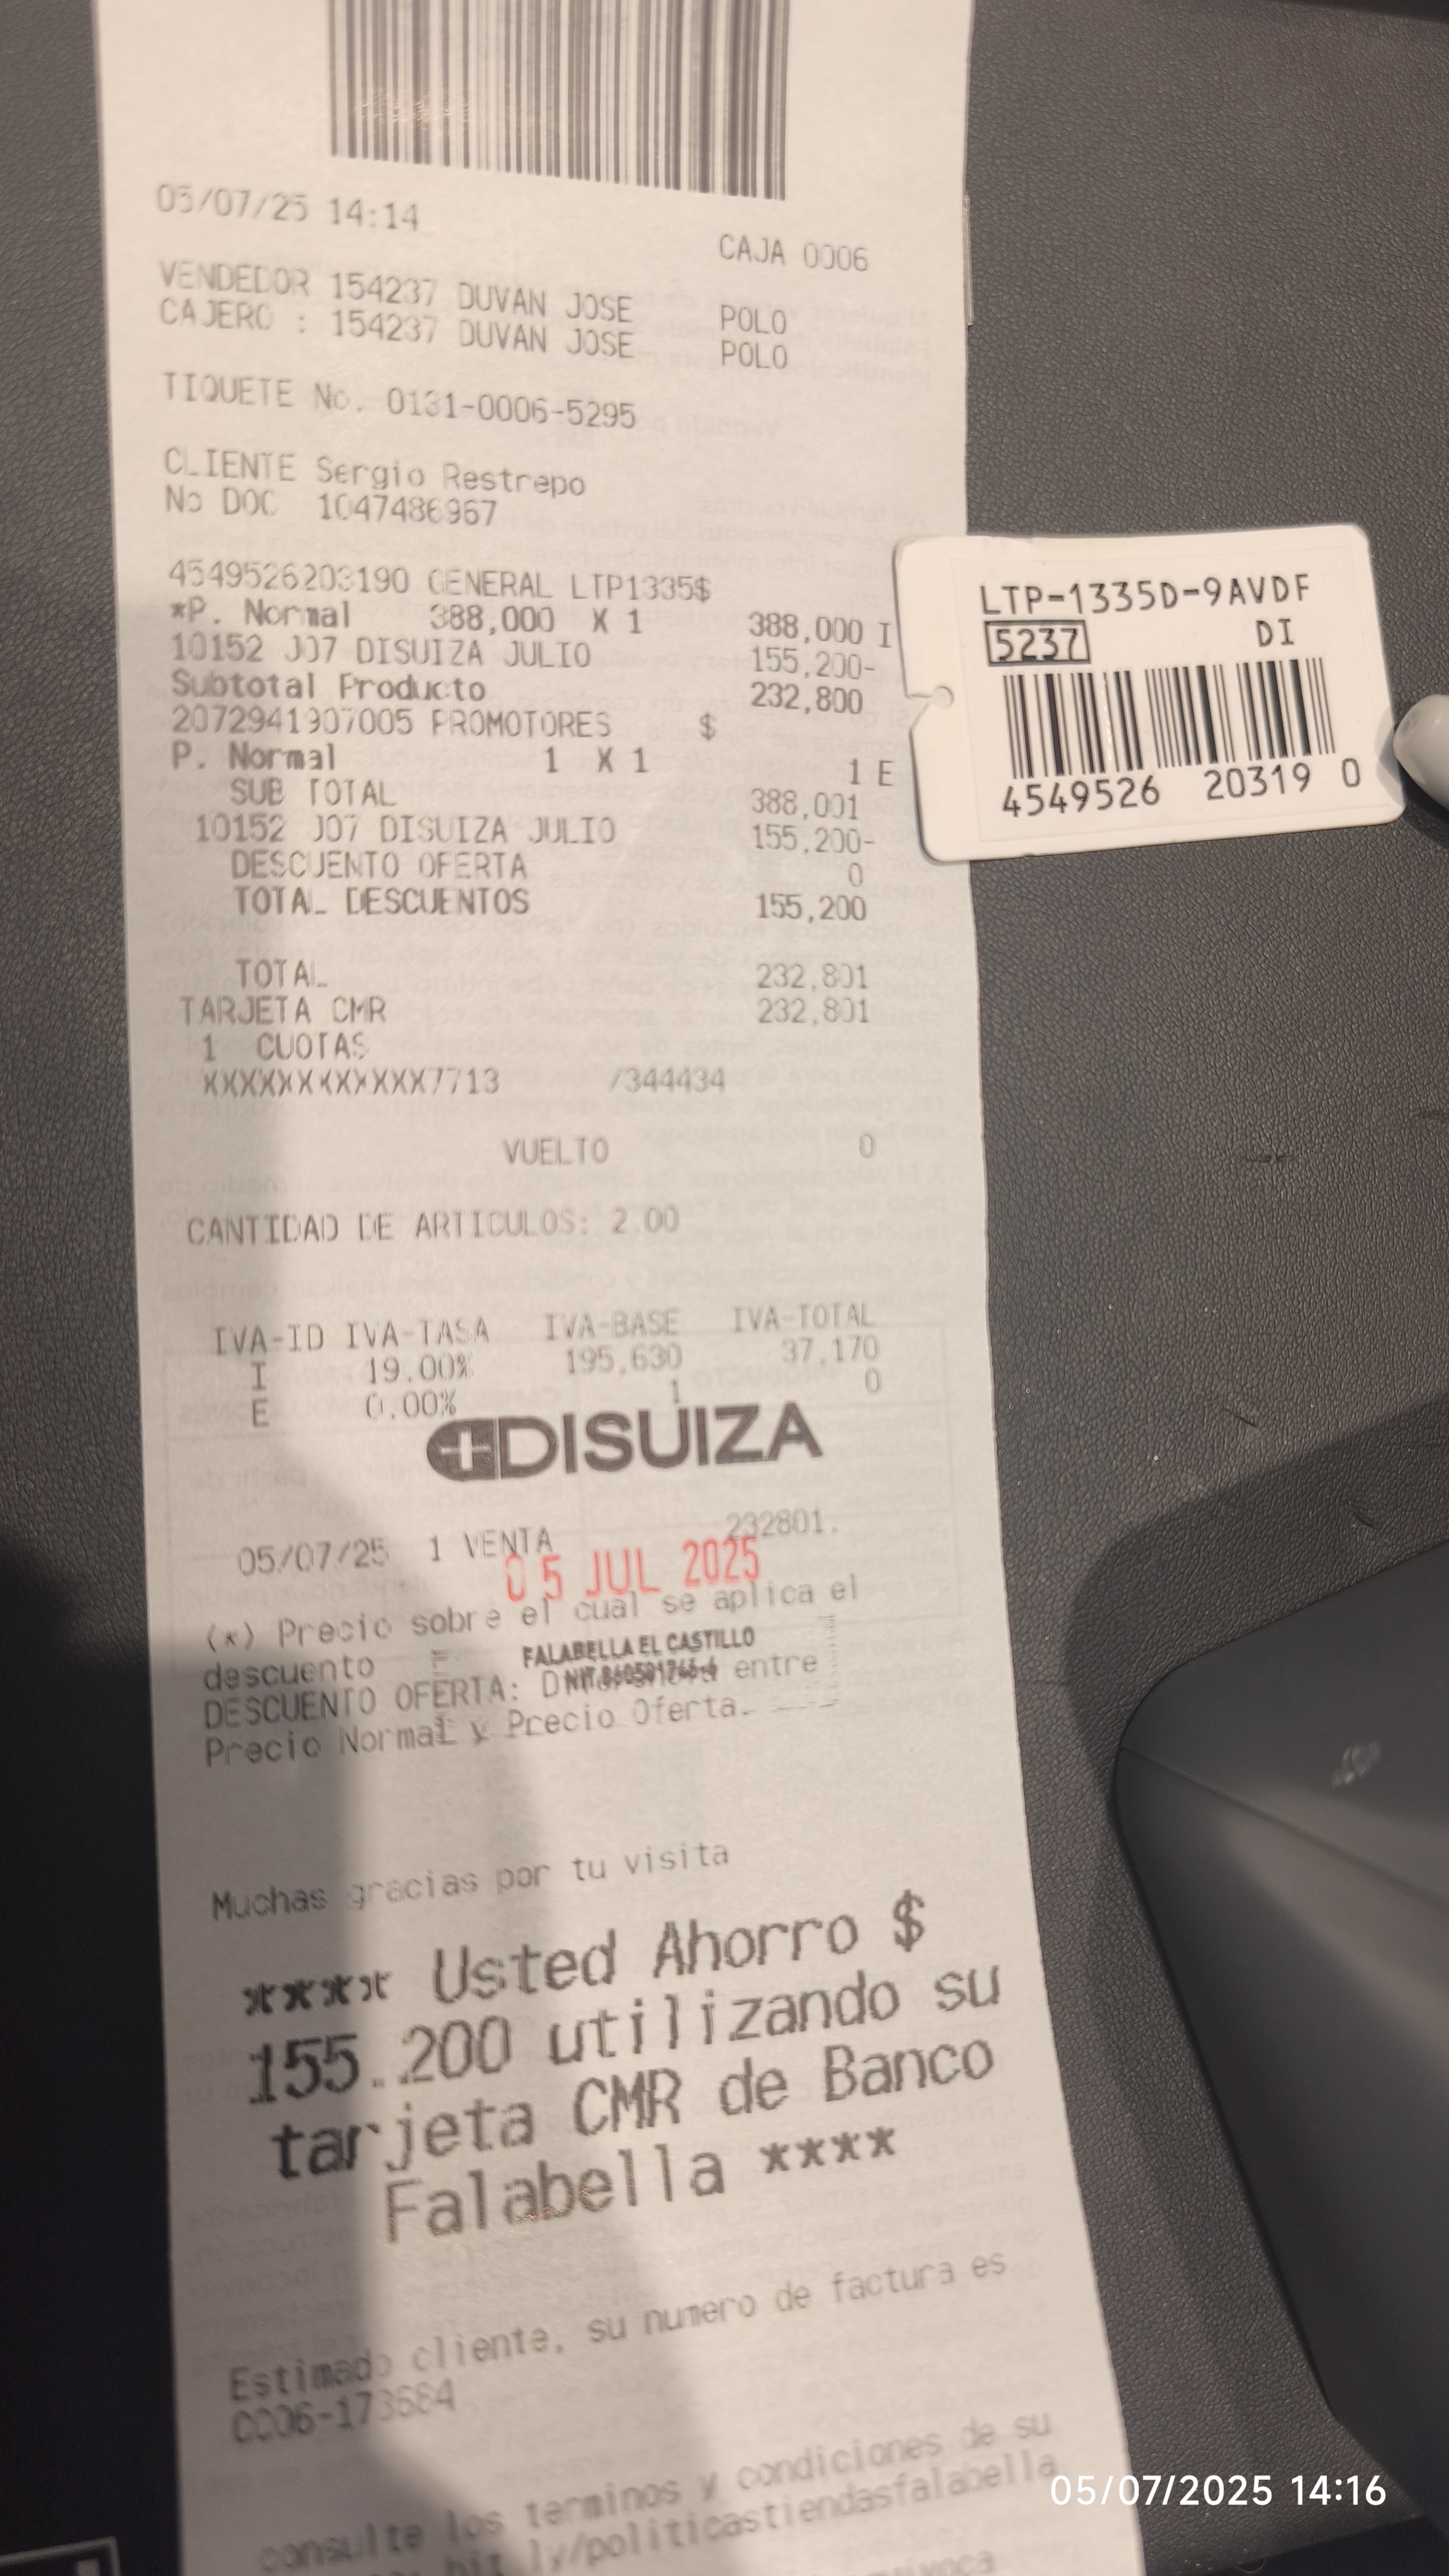 05/07/25 14:14
CAJA 0006
VENDEDOR 154237 DUVAN JOSE POLO
CAJERO : 154237 DUVAN JOSE POLO
TIQUETE No. 0131-0006-5295
CLIENTE Sergio Restrepo
No DOC 1047486967
4549526203190 GENERAL LTP1335$
*P. Normal 388,000 X 1 388,000 I
10152 J07 DISUIZA JULIO 155,200-
Subtotal Producto 232,800
2072941907005 PROMOTORES $
P. Normal 1 X 1 1 E
SUB TOTAL 388,001
10152 J07 DISUIZA JULIO 155,200-
DESCUENTO OFERTA 0
TOTAL DESCUENTOS 155,200
TOTAL 232,801
TARJETA CMR 232,801
1 CUOTAS
XXXXXXXXXXXX7713 /344434
VUELTO 0
CANTIDAD DE ARTICULOS: 2.00
IVA-ID IVA-TASA IVA-BASE IVA-TOTAL
I 19.00% 195,630 37,170
E 0.00% 1 0
DISUIZA
05/07/25 1 VENTA 232801.
05 JUL 2025
(*) Precio sobre el cual se aplica el
descuento
FALABELLA EL CASTILLO
NIT
DESCUENTO OFERTA: entre
Precio Normal y Precio Oferta.
Muchas gracias por tu visita
**** Usted Ahorro $
155.200 utilizando su
tarjeta CMR de Banco
Falabella ****
Estimado cliente, su numero de factura es
CC06-173684
consulte los terminos y condiciones de su
bit.ly/politicastiendasfalabella
LTP-1335D-9AVDF
5237 DI
4549526 20319 0
05/07/2025 14:16